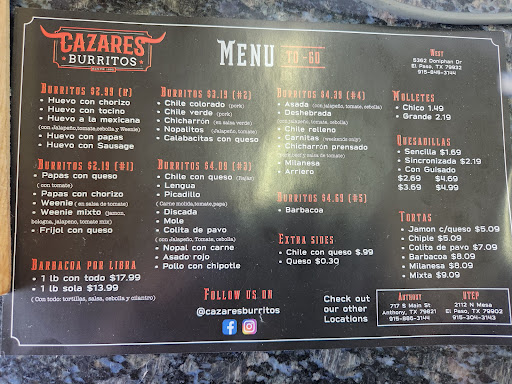 CAZARES
BURRITOS
MENU TO-GO
West
5362 Doniphan Dr
El Paso, TX 79932
915-845-3144
BURRITOS $2.99 (R)
• Huevo con chorizo
• Huevo con tocino
• Huevo a la mexicana
(con Jalapeño,tomate,cebolla y Weenie)
• Huevo con papas
• Huevo con Sausage
BURRITOS $2.19 (#1)
• Papas con queso
(con tomate)
• Papas con chorizo
• Weenie (en salsa de tomate)
• Weenie mixto (jamon,
bologna, jalapeno, tomate mix)
• Frijol con queso
BARBACOA POR LIBRA
• 1 lb con todo $17.99
• 1 lb sola $13.99
(Con todo: tortillas, salsa, cebolla y cilantro)
BURRITOS $3.19 (#2)
• Chile colorado (pork)
• Chile verde (pork)
• Chicharrón (en salsa verde)
• Nopalitos (Jalapeño, tomate)
• Calabacitas con queso
BURRITOS $4.09 (#3)
• Chile con queso (Rajas)
• Lengua
• Picadillo
(Carne molida,tomate,papa)
• Discada
• Mole
• Colita de pavo
(con Jalapeño, Tomate, cebolla)
• Nopal con carne
• Asado rojo
• Pollo con chipotle
BURRITOS $4.39 (#4)
• Asada (con jalapeño, tomate, cebolla)
• Deshebrada
(con jalapeño, tomate, cebolla)
• Chile relleno
• Carnitas (weekends only)
• Chicharrón prensado
• Milanesa
• Arriero
BURRITOS $4.69 (#5)
• Barbacoa
EXTRA SIDES
• Chile con queso $.99
• Queso $0.30
MOLLETES
• Chico 1.49
• Grande 2.19
QUESADILLAS
• Sencilla $1.69
• Sincronizada $2.19
• Con Guisado
$2.69 $4.69
$3.69 $4.99
TORTAS
• Jamon c/queso $5.09
• Chiple $5.09
• Colita de pavo $7.09
• Barbacoa $8.09
• Milanesa $8.09
• Mixta $9.09
FOLLOW US ON
@cazaresburritos
Check out
our other
Locations
ANTHONY
717 S Main St
Anthony, TX 79821
915-886-3144
UTEP
2112 N Mesa
El Paso, TX 79902
915-304-3143